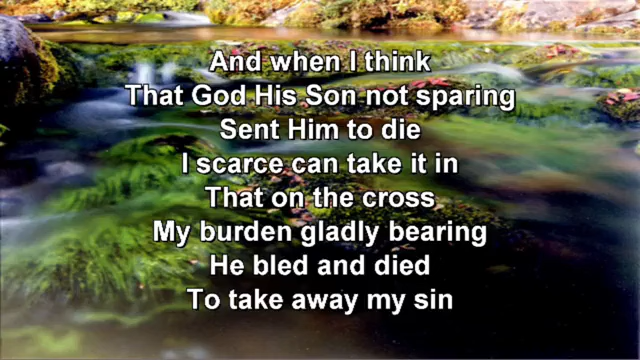 And when I think
That God His Son not sparing
Sent Him to die
I scarce can take it in
That on the cross
My burden gladly bearing
He bled and died
To take away my sin